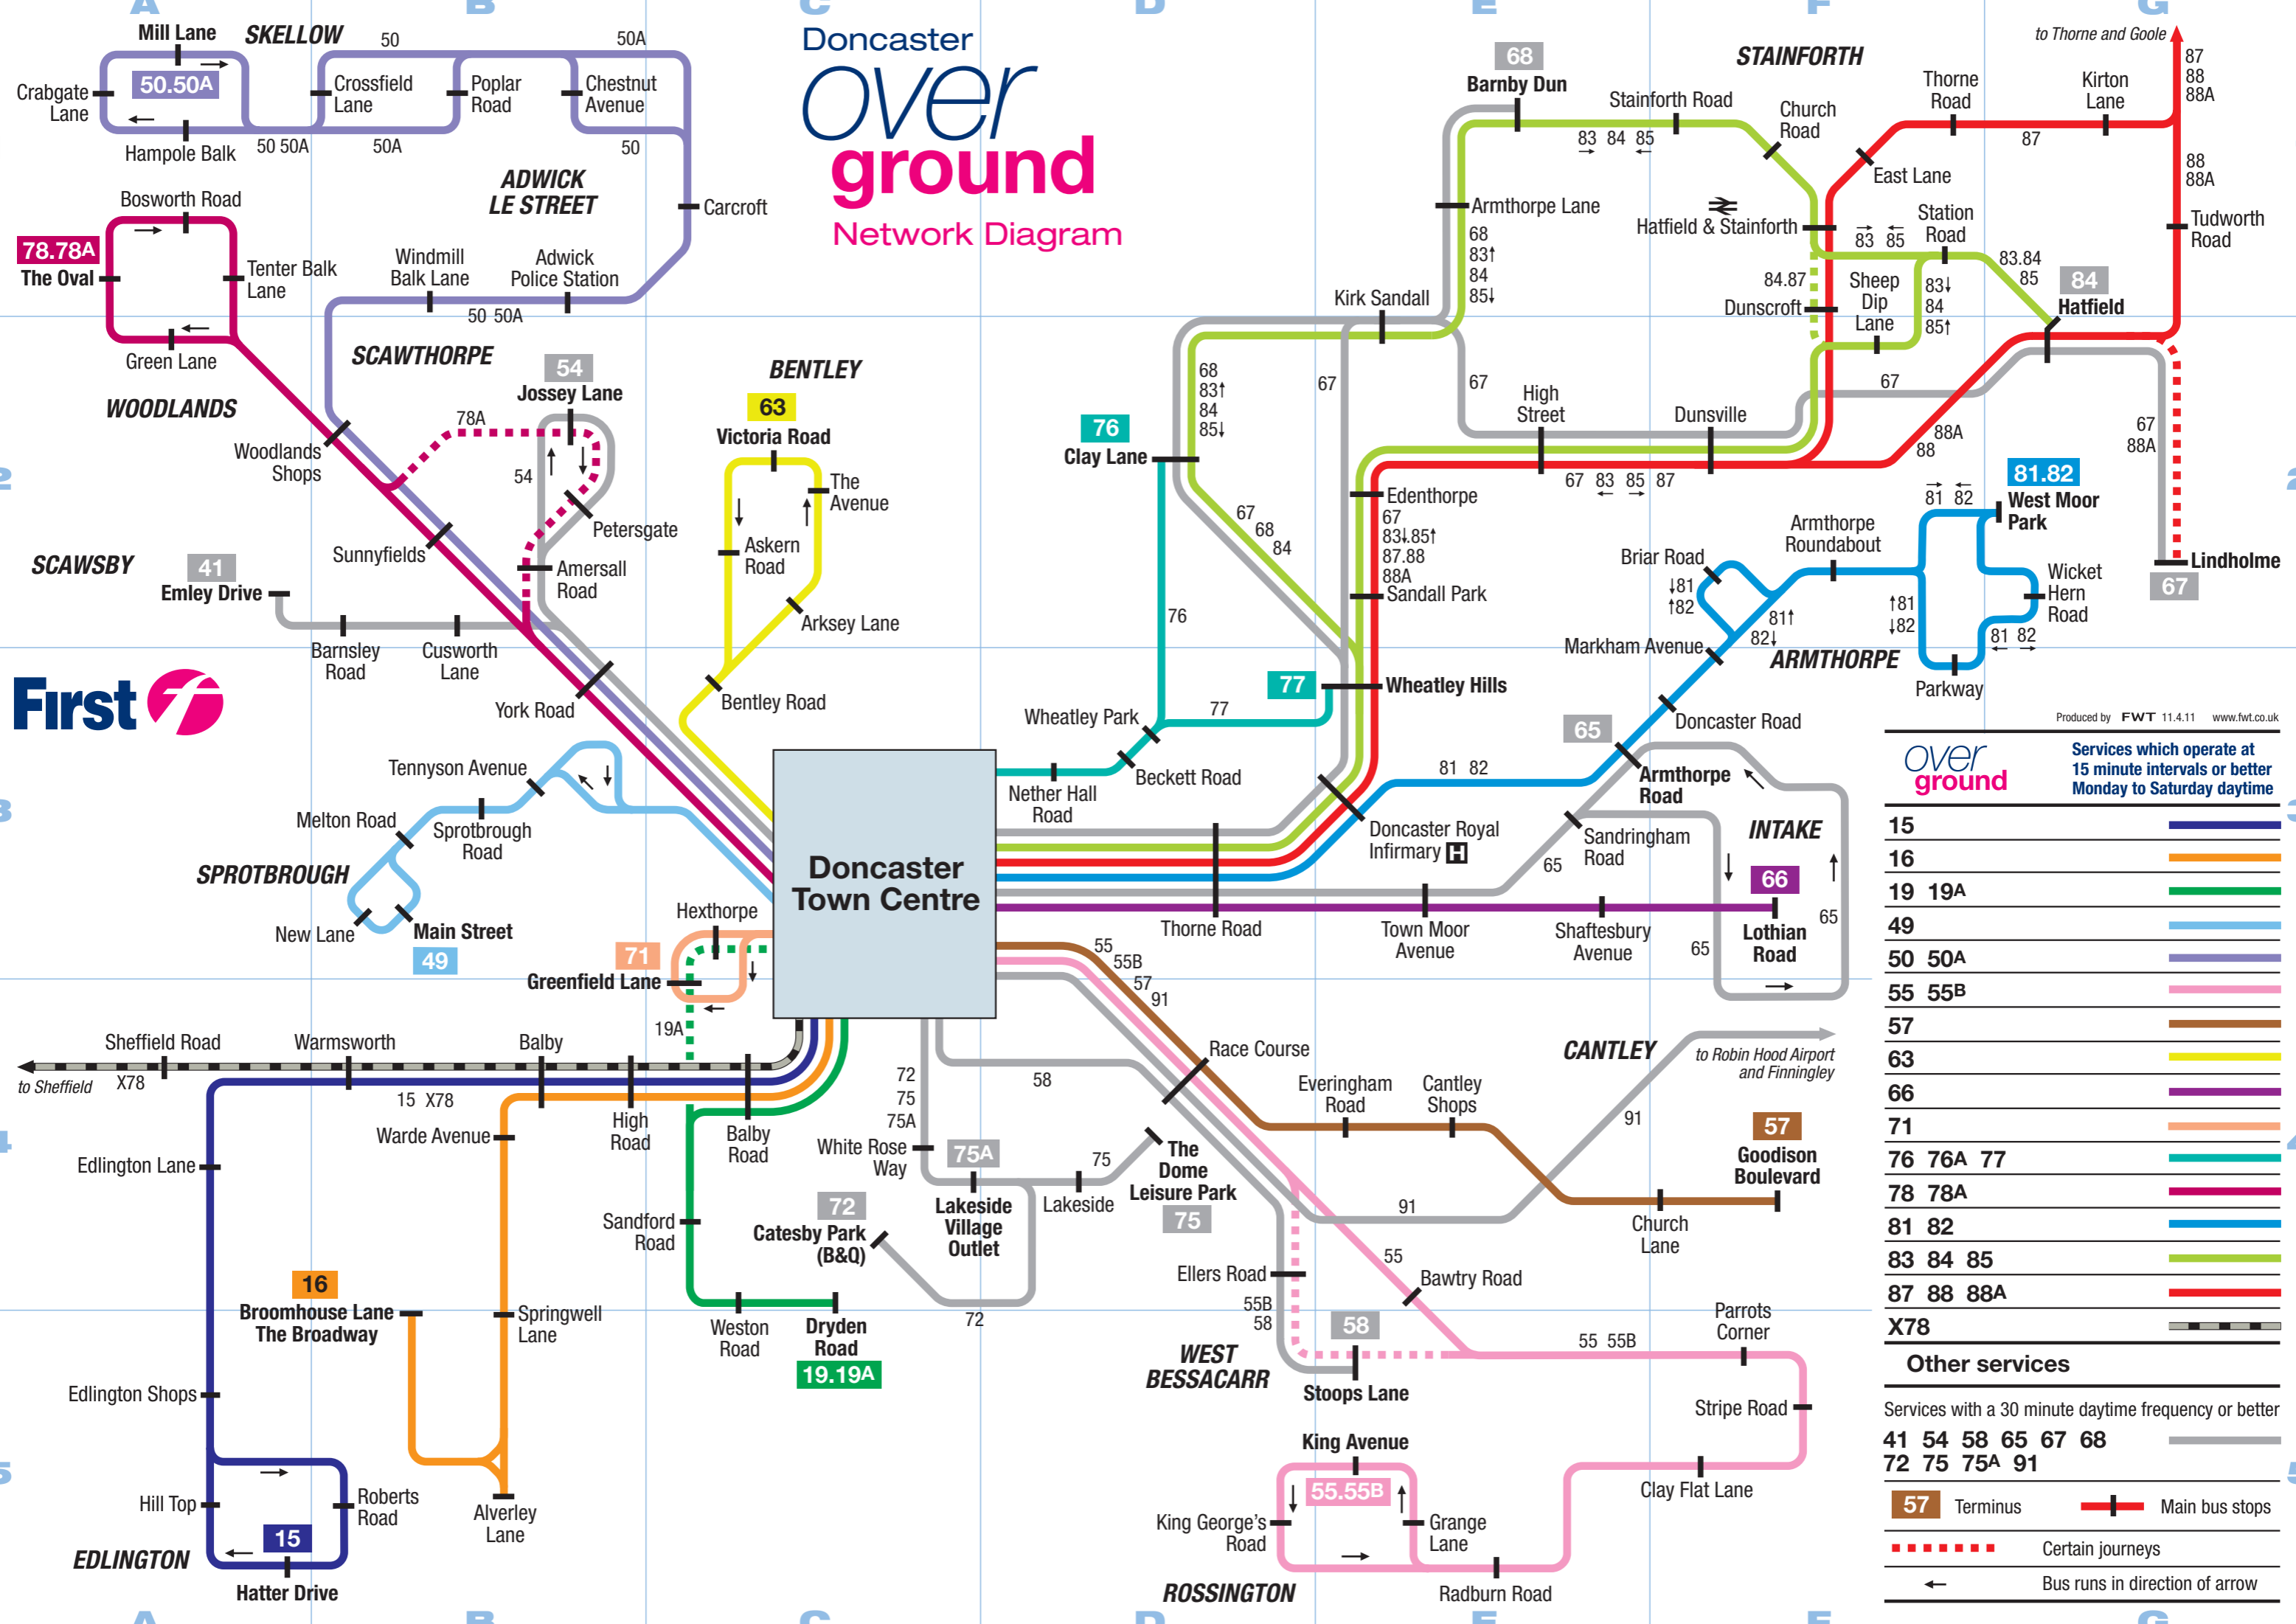 A
B
C
D
E
F
G
Doncaster
over
ground
Network Diagram
Mill Lane
SKELLOW
50
50A
50.50A
Crabgate
Lane
Crossfield
Lane
Poplar
Road
Chestnut
Avenue
Hampole Balk
50 50A
50A
50
ADWICK
LE STREET
Carcroft
Bosworth Road
78.78A
The Oval
Tenter Balk
Lane
Green Lane
Windmill
Balk Lane
Adwick
Police Station
50 50A
WOODLANDS
SCAWTHORPE
54
Jossey Lane
78A
54
Woodlands
Shops
Petersgate
Sunnyfields
Amersall
Road
SCAWSBY
41
Emley Drive
Barnsley
Road
Cusworth
Lane
York Road
First
BENTLEY
63
Victoria Road
The
Avenue
Askern
Road
Arksey Lane
Bentley Road
68
Barnby Dun
STAINFORTH
to Thorne and Goole
87
88
88A
Stainforth Road
Church
Road
Thorne
Road
Kirton
Lane
83 84 85
87
East Lane
88
88A
Armthorpe Lane
68
83↑
84
85↓
Hatfield & Stainforth
83 85
Station
Road
Tudworth
Road
83.84
85
84.87
Sheep
Dip
Lane
83↓
84
85↑
84
Hatfield
Dunscroft
Kirk Sandall
68
83↑
84
85↓
67
67
High
Street
Dunsville
67
76
Clay Lane
88A
88
67
88A
67 83 85 87
Edenthorpe
67
83↓.85↑
87.88
88A
Sandall Park
67
68
84
81.82
West Moor
Park
81 82
Armthorpe
Roundabout
Briar Road
↓81
↑82
81↑
82↓
↑81
↓82
Wicket
Hern
Road
81 82
Lindholme
67
Markham Avenue
ARMTHORPE
Parkway
76
77
Wheatley Hills
77
Wheatley Park
Beckett Road
Nether Hall
Road
Doncaster Road
65
Armthorpe
Road
81 82
Doncaster Royal
Infirmary H
Sandringham
Road
INTAKE
65
66
Lothian
Road
65
65
Thorne Road
Town Moor
Avenue
Shaftesbury
Avenue
Tennyson Avenue
Melton Road
Sprotbrough
Road
SPROTBROUGH
New Lane
Main Street
49
Doncaster
Town Centre
Hexthorpe
71
Greenfield Lane
19A
55
55B
57
91
Sheffield Road
Warmsworth
Balby
to Sheffield
X78
15 X78
High
Road
Balby
Road
Warde Avenue
Edlington Lane
Sandford
Road
16
Broomhouse Lane
The Broadway
Springwell
Lane
Weston
Road
Dryden
Road
19.19A
Edlington Shops
Hill Top
Roberts
Road
15
EDLINGTON
Hatter Drive
Alverley
Lane
72
75
75A
58
White Rose
Way
75A
Lakeside
Village
Outlet
75
Lakeside
The
Dome
Leisure Park
75
72
Catesby Park
(B&Q)
72
Race Course
Everingham
Road
Cantley
Shops
CANTLEY
to Robin Hood Airport
and Finningley
91
57
Goodison
Boulevard
Church
Lane
91
55
Ellers Road
55B
58
Bawtry Road
58
WEST
BESSACARR
Stoops Lane
55 55B
Parrots
Corner
Stripe Road
Clay Flat Lane
King Avenue
55.55B
King George's
Road
Grange
Lane
Radburn Road
ROSSINGTON
Produced by FWT 11.4.11 www.fwt.co.uk
over
ground
Services which operate at
15 minute intervals or better
Monday to Saturday daytime
15
16
19 19A
49
50 50A
55 55B
57
63
66
71
76 76A 77
78 78A
81 82
83 84 85
87 88 88A
X78
Other services
Services with a 30 minute daytime frequency or better
41 54 58 65 67 68
72 75 75A 91
57 Terminus
Main bus stops
Certain journeys
Bus runs in direction of arrow
2
2
3
3
4
4
5
5
A
B
C
D
E
F
G